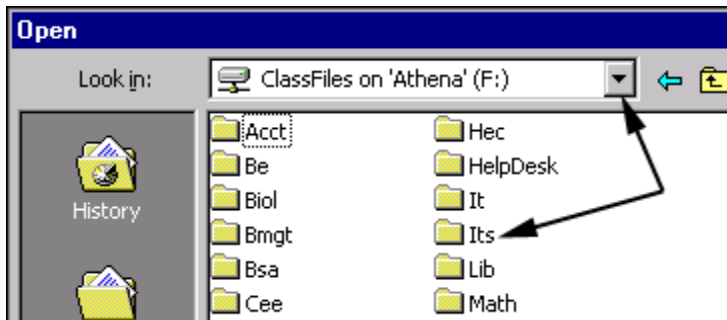 Open
Look in:
ClassFiles on 'Athena' (F:)
History
Acct
Be
Biol
Bmgt
Bsa
Cee
Hec
HelpDesk
It
Its
Lib
Math